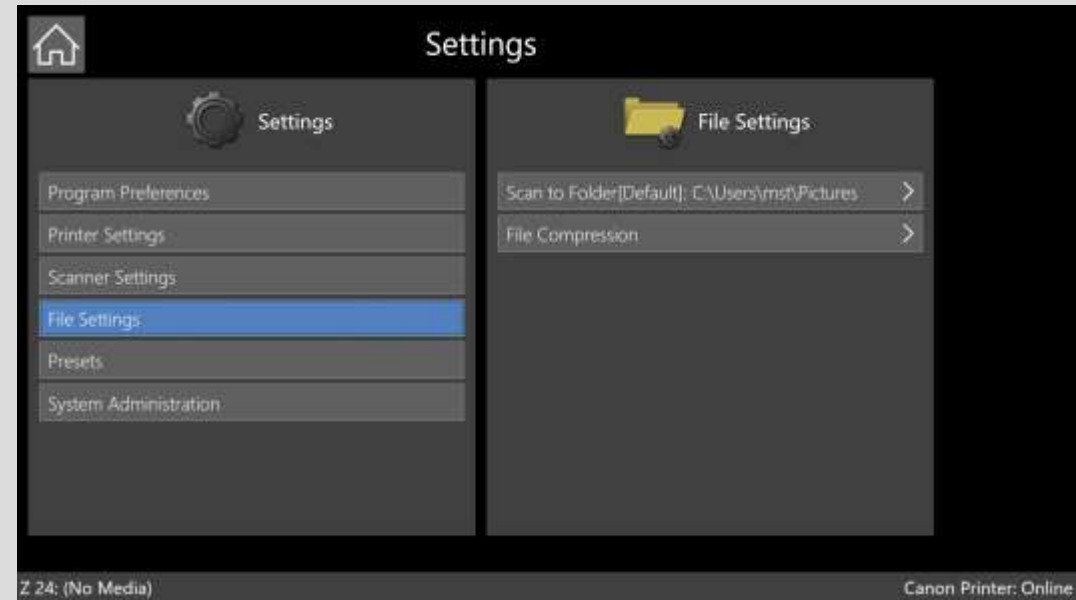 Settings
Settings
Program Preferences
Printer Settings
Scanner Settings
File Settings
Presets
System Administration
File Settings
Scan to Folder[Default]: C:\Users\mst\Pictures
File Compression
Z 24: (No Media)
Canon Printer: Online